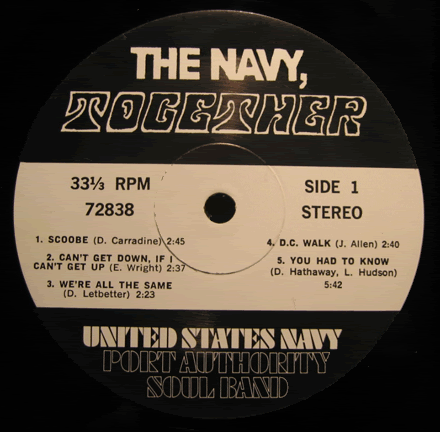 THE NAVY,
TOGETHER
33⅓ RPM
72838
SIDE 1
STEREO
1. SCOOBE (D. Carradine) 2:45
2. CAN'T GET DOWN, IF I
CAN'T GET UP (E. Wright) 2:37
3. WE'RE ALL THE SAME
(D. Letbetter) 2:23
4. D.C. WALK (J. Allen) 2:40
5. YOU HAD TO KNOW
(D. Hathaway, L. Hudson)
5:42
UNITED STATES NAVY
PORT AUTHORITY
SOUL BAND